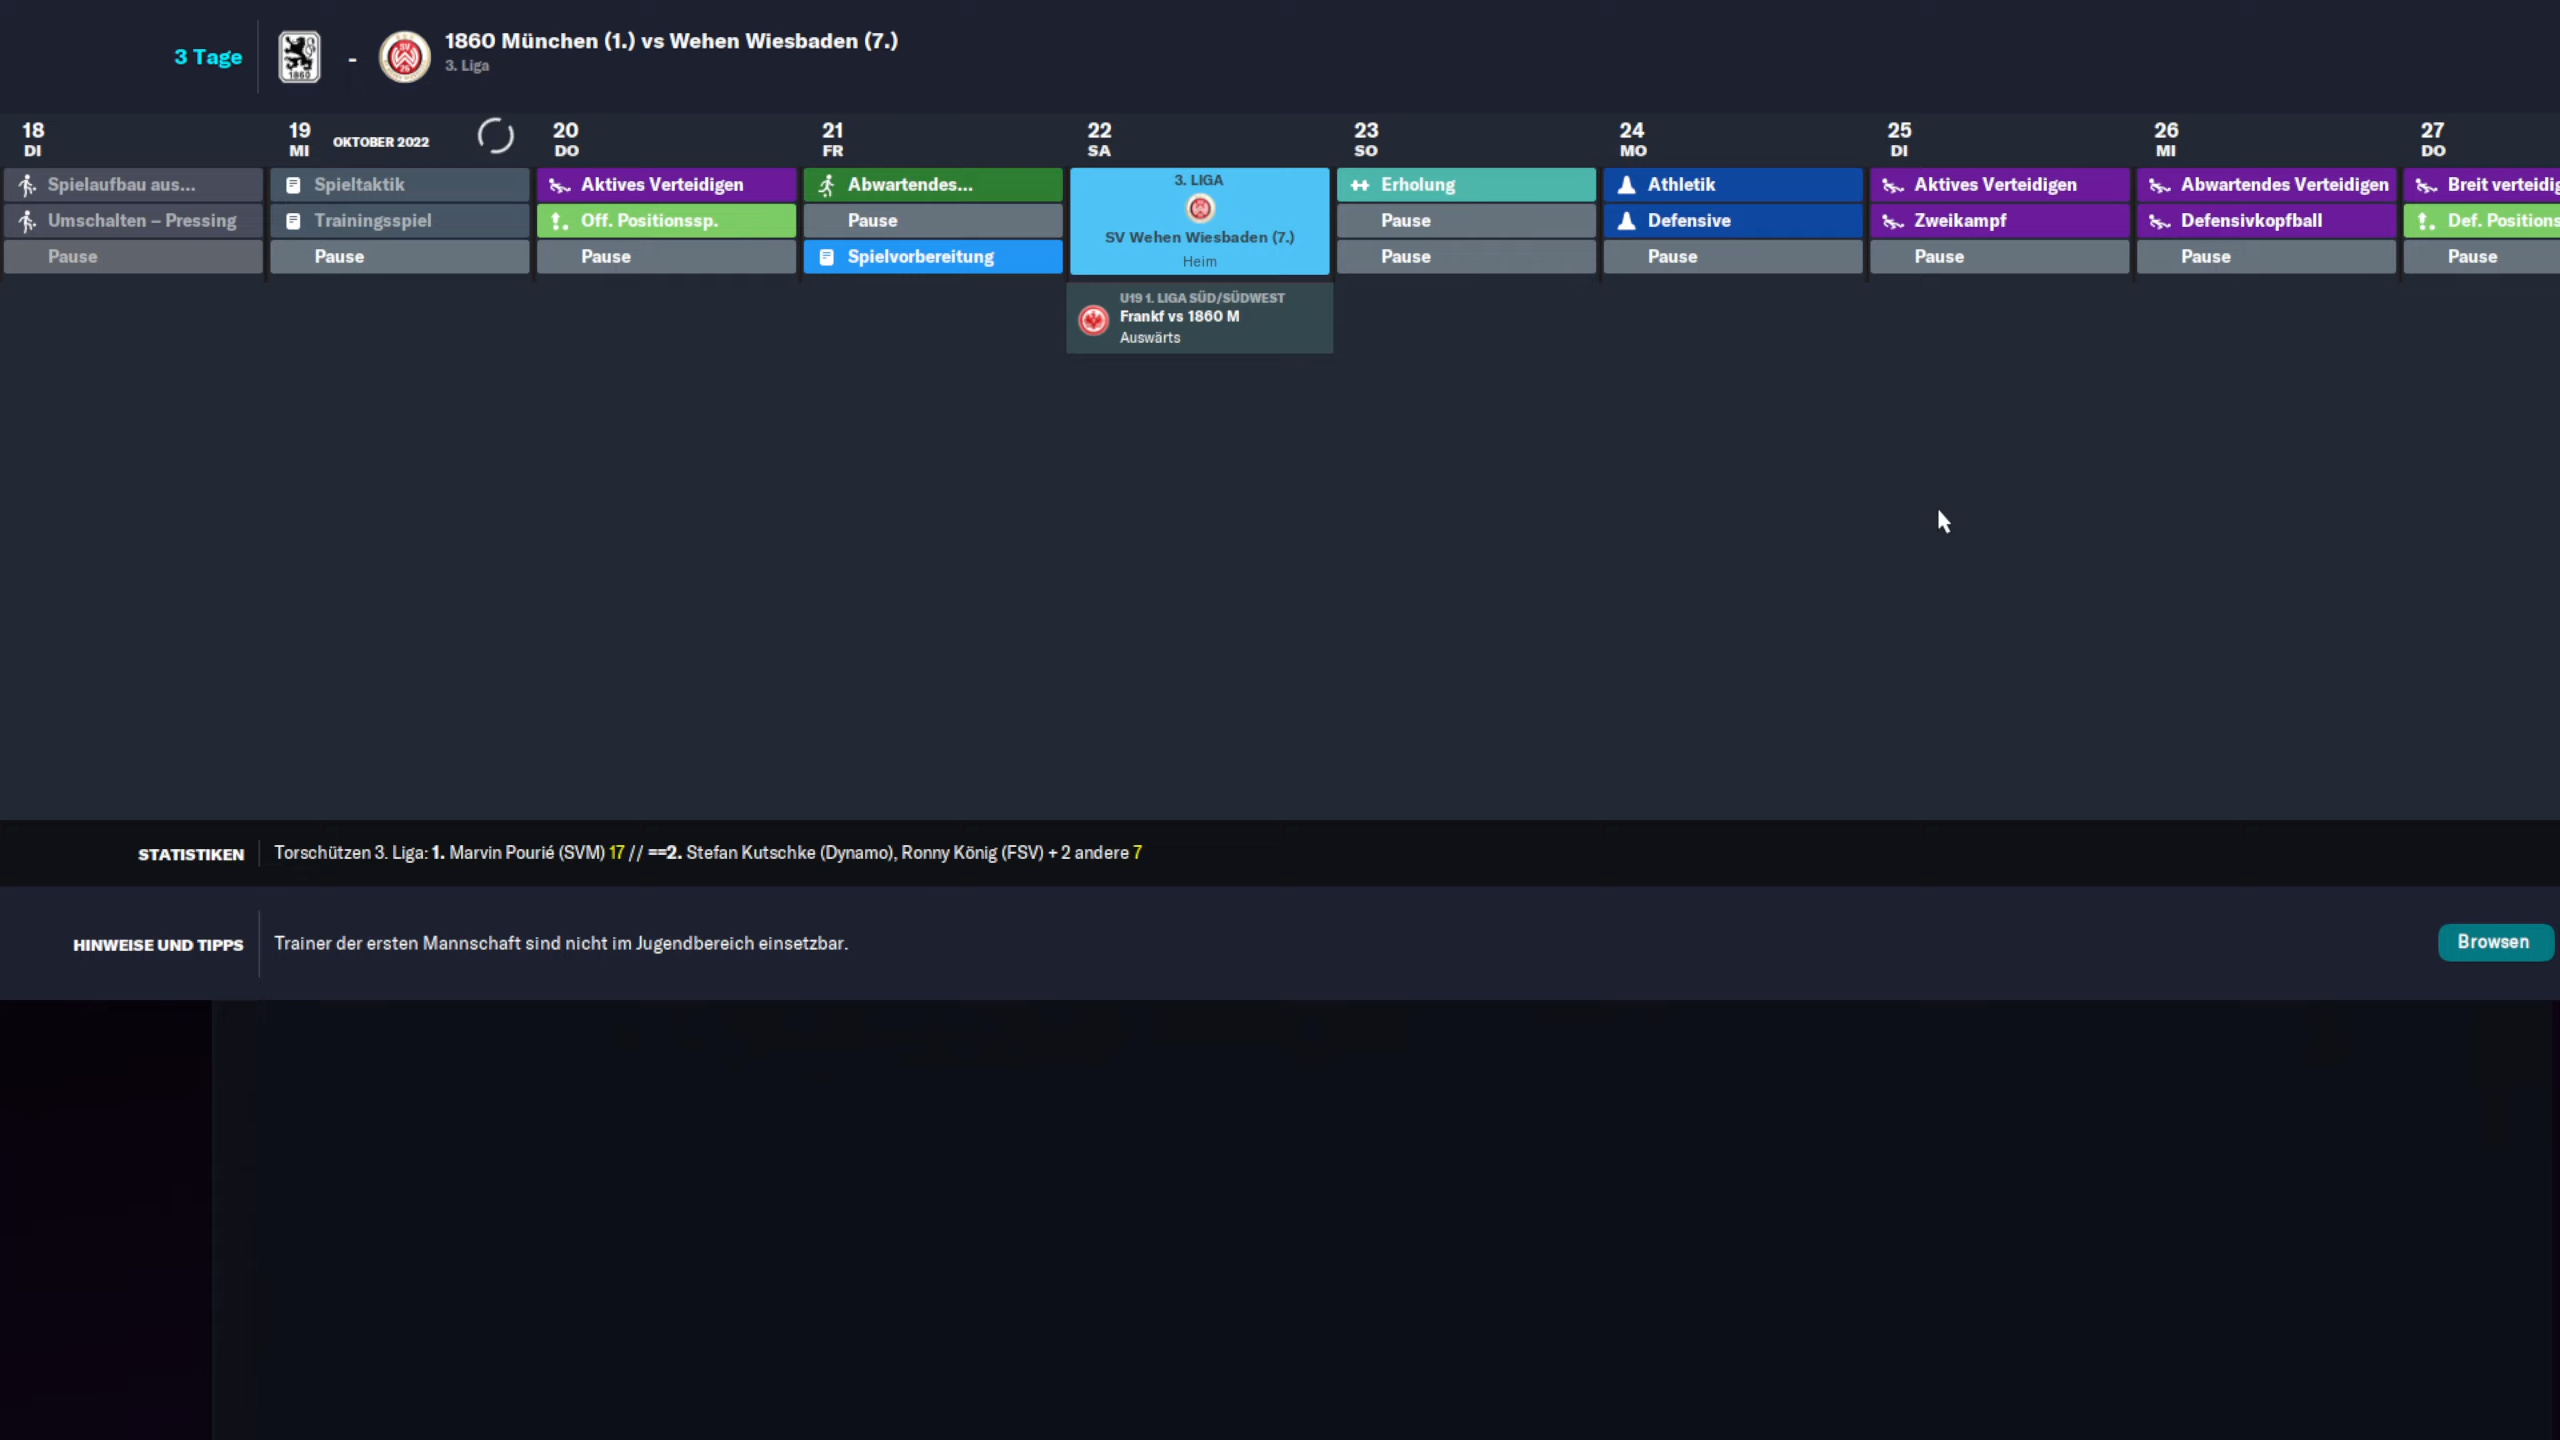 3 Tage
1860 München (1.) vs Wehen Wiesbaden (7.)
3. Liga
18
DI
19
MI
OKTOBER 2022
20
DO
21
FR
22
SA
23
SO
24
MO
25
DI
26
MI
27
DO
Spielaufbau aus...
Umschalten – Pressing
Pause
Spieltaktik
Trainingsspiel
Pause
Aktives Verteidigen
Off. Positionssp.
Pause
Abwartendes...
Pause
Spielvorbereitung
3. LIGA
SV Wehen Wiesbaden (7.)
Heim
U19 1. LIGA SÜD/SÜDWEST
Frankf vs 1860 M
Auswärts
Erholung
Pause
Pause
Athletik
Defensive
Pause
Aktives Verteidigen
Zweikampf
Pause
Abwartendes Verteidigen
Defensivkopfball
Pause
Breit verteidig
Def. Positions
Pause
STATISTIKEN
Torschützen 3. Liga: 1. Marvin Pourié (SVM) 17 // ==2. Stefan Kutschke (Dynamo), Ronny König (FSV) + 2 andere 7
HINWEISE UND TIPPS
Trainer der ersten Mannschaft sind nicht im Jugendbereich einsetzbar.
Browsen